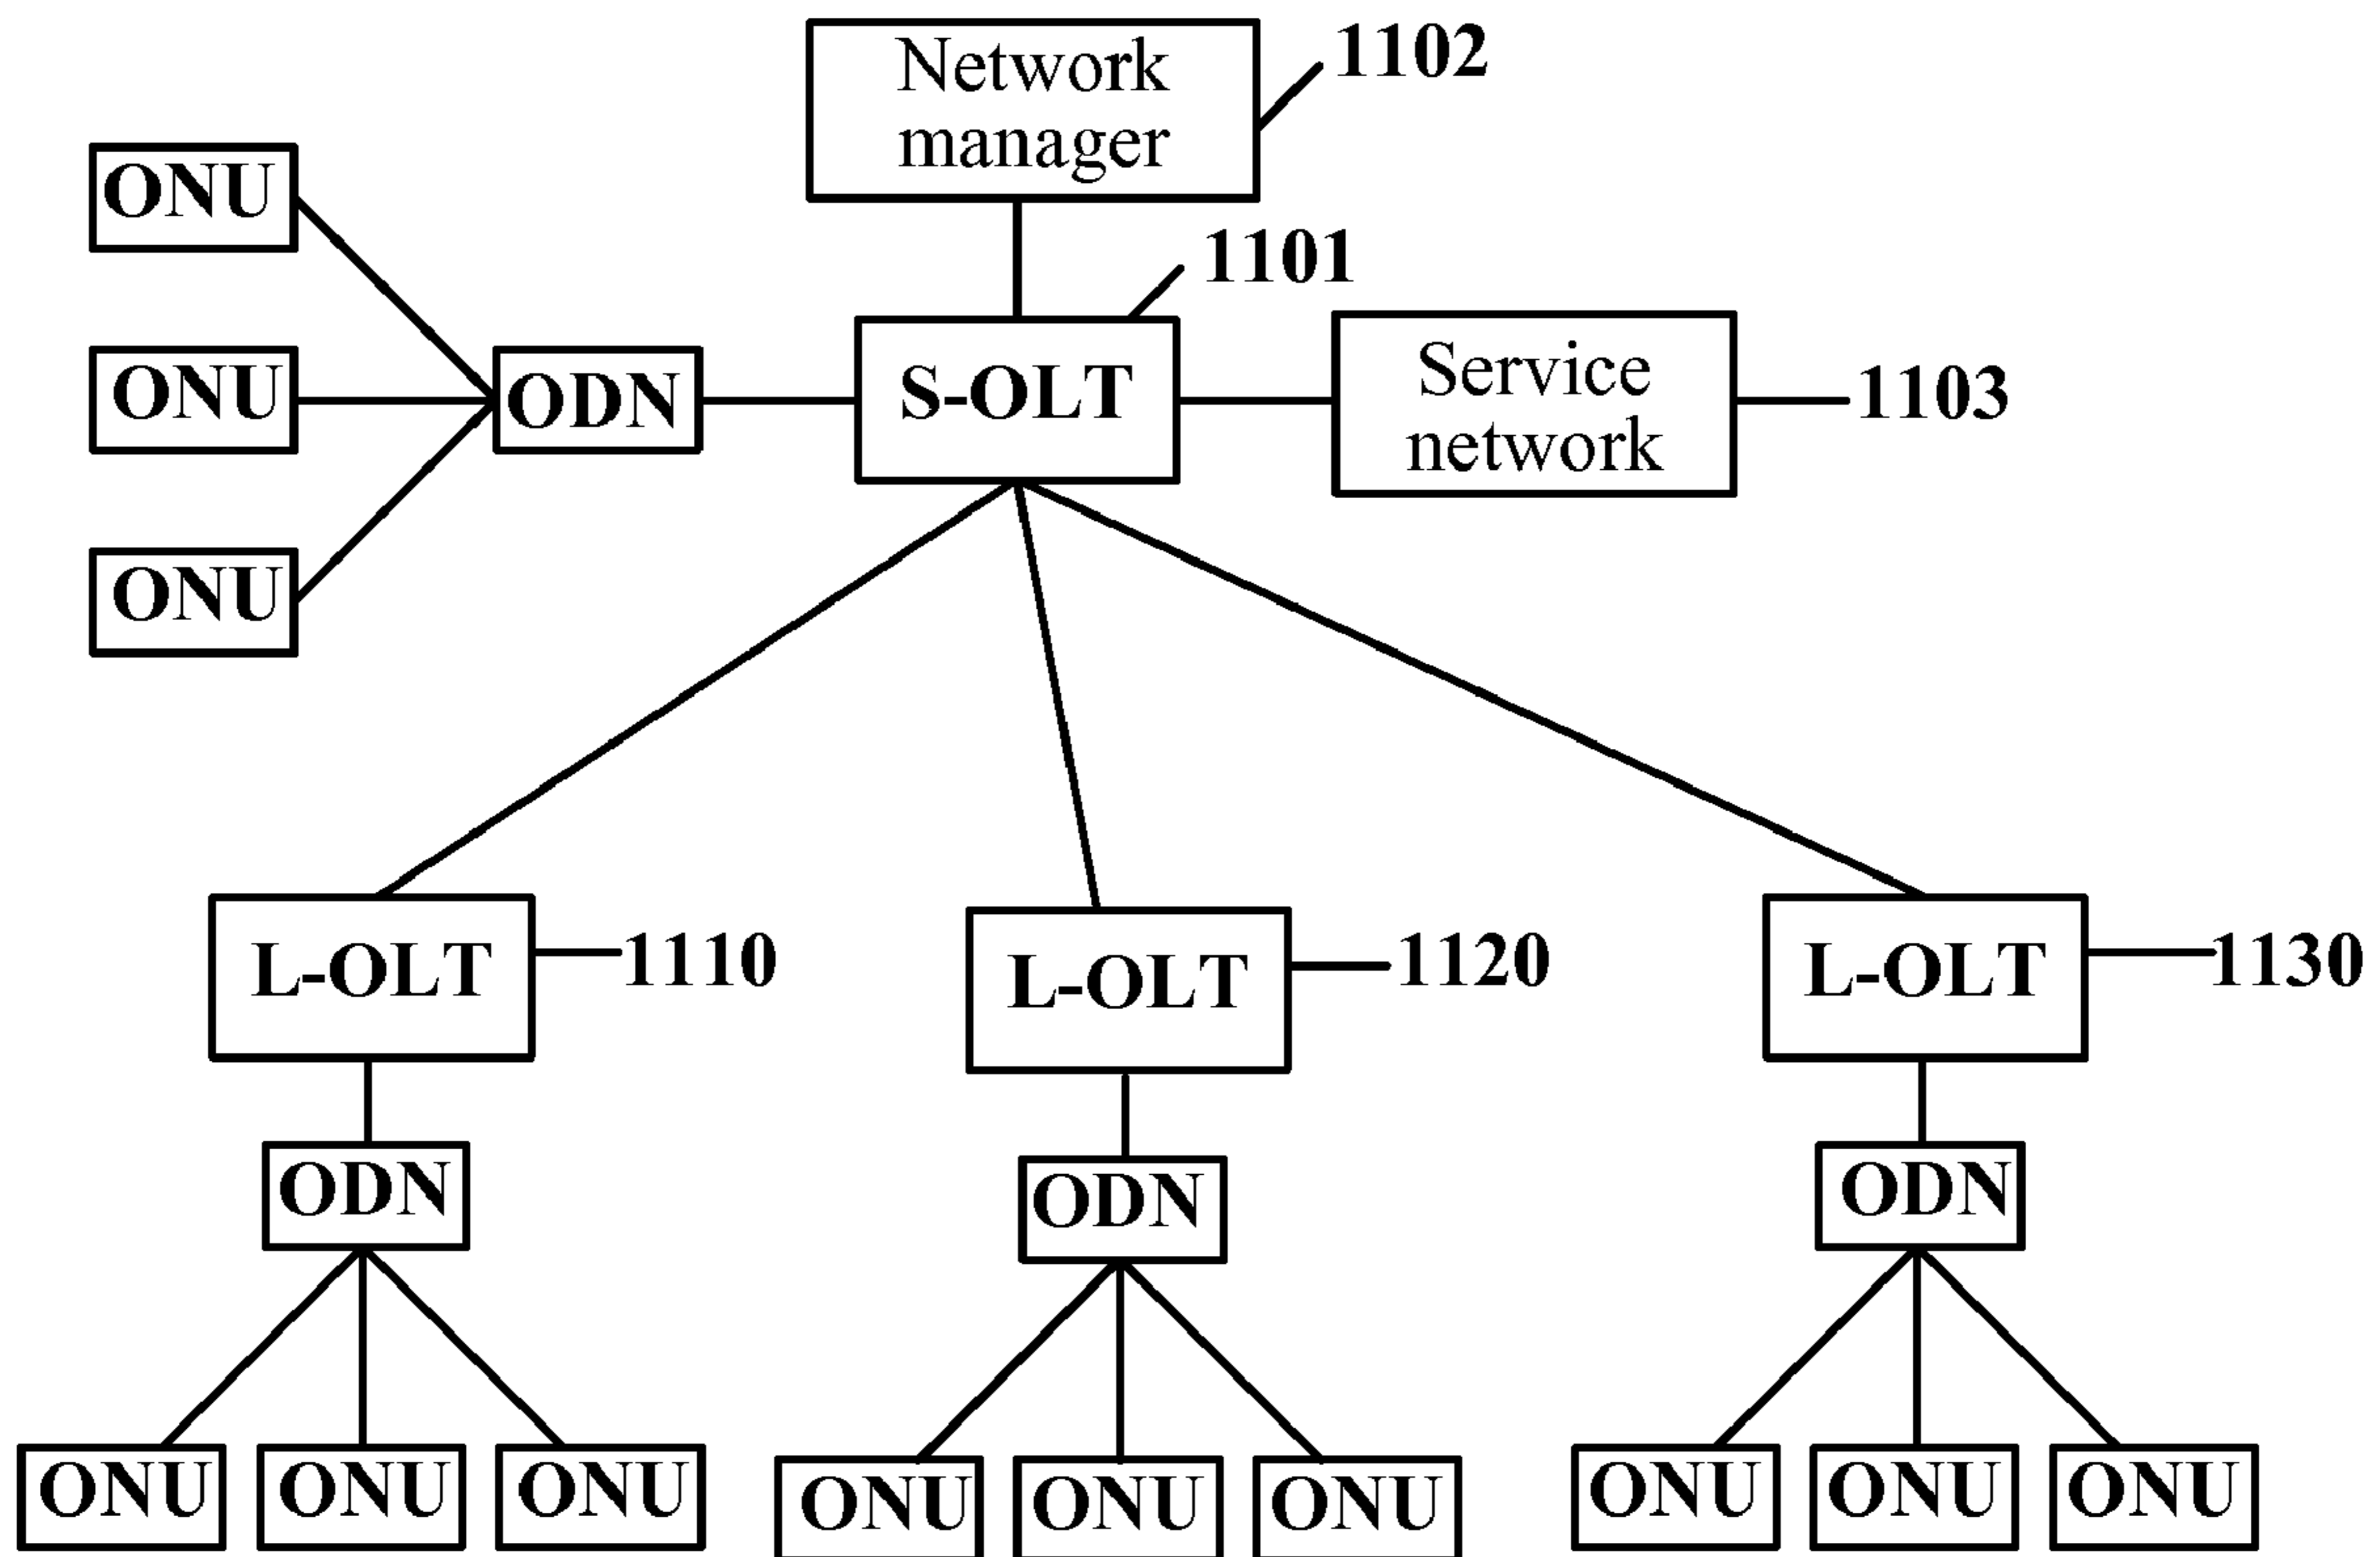 Network
manager
1102
ONU
1101
ONU
ODN
S-OLT
Service
network
1103
ONU
L-OLT
1110
L-OLT
1120
L-OLT
1130
ODN
ODN
ODN
ONU
ONU
ONU
ONU
ONU
ONU
ONU
ONU
ONU